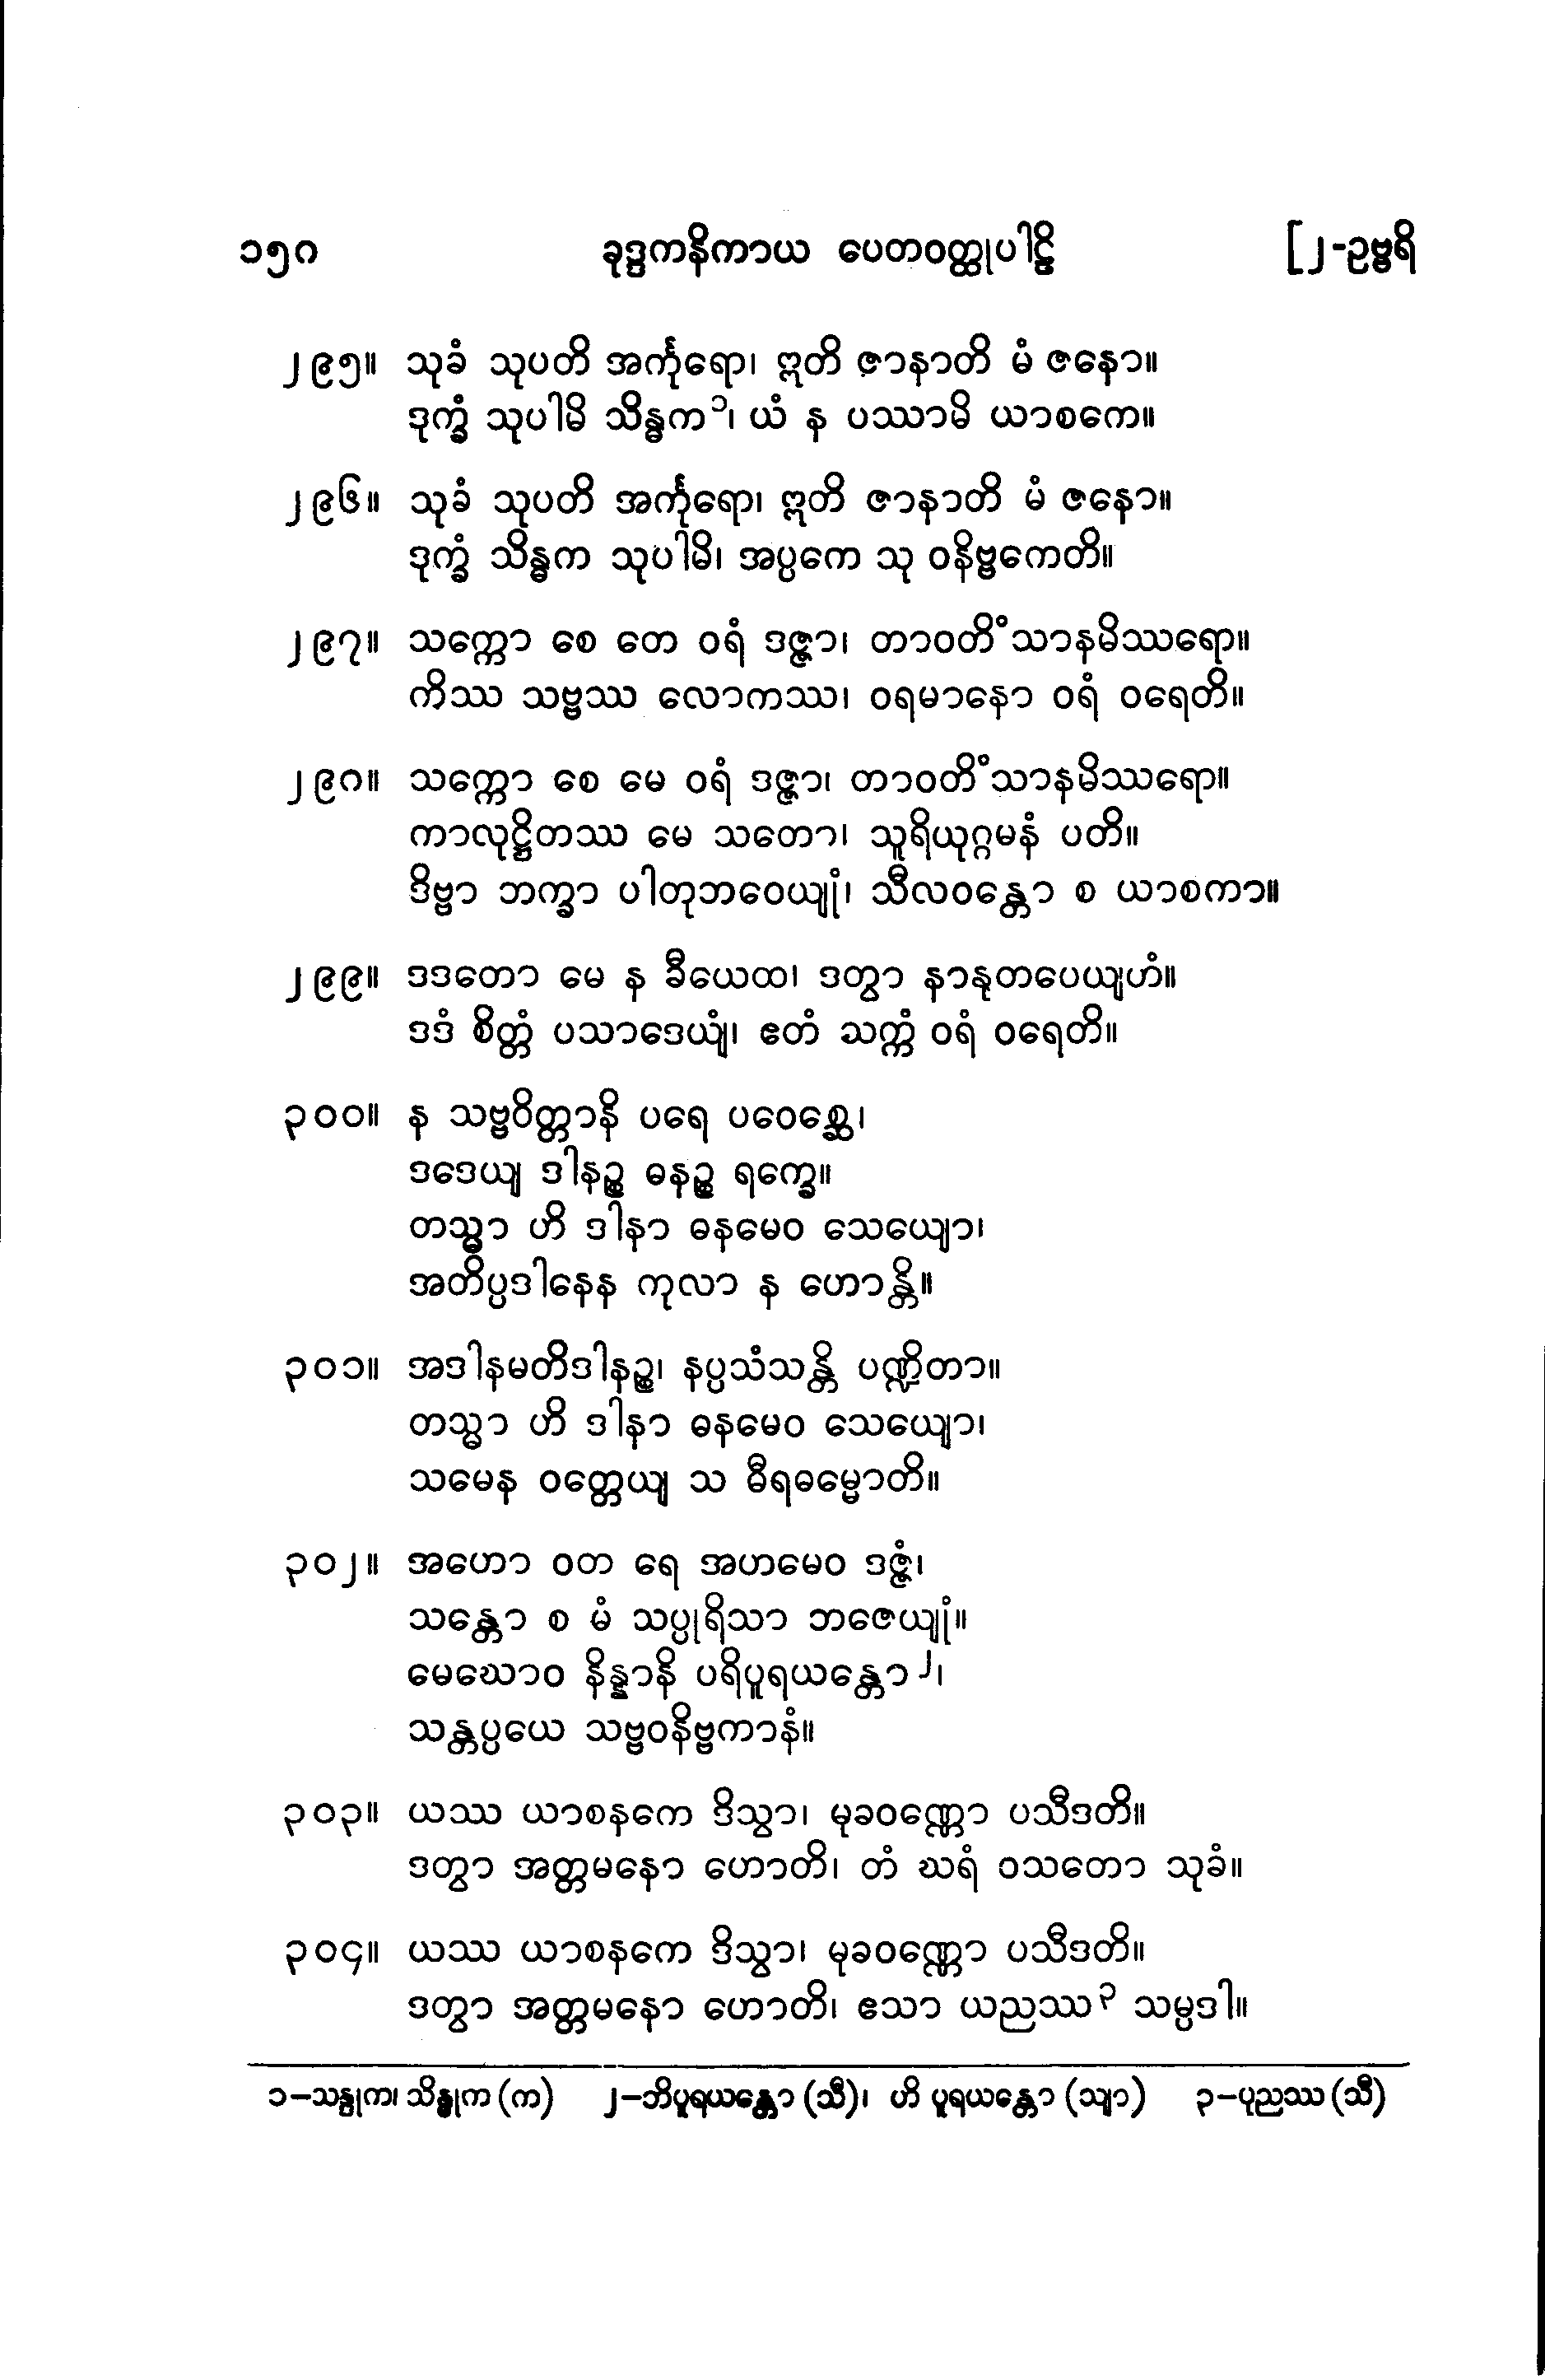 ၁၅၈ ခုဒ္ဒကနိကာယ ပေတဝတ္ထုပါဠိ [၂-ဥဗ္ဗရိ
၂၉၅။ သုခံ သုပတိ အင်္ကုရော၊ ဣတိ ဇာနာတိ မံ ဇနော။
ဒုက္ခံ သုပါမိ သိန္ဓက၁၊ ယံ န ပဿာမိ ယာစကေ။
၂၉၆။ သုခံ သုပတိ အင်္ကုရော၊ ဣတိ ဇာနာတိ မံ ဇနော။
ဒုက္ခံ သိန္ဓက သုပါမိ၊ အပ္ပကေ သု ဝနိဗ္ဗကေတိ။
၂၉၇။ သက္ကော စေ တေ ဝရံ ဒဇ္ဇာ၊ တာဝတိံသာနမိဿရော။
ကိဿ သဗ္ဗဿ လောကဿ၊ ဝရမာနော ဝရံ ဝရေတိ။
၂၉၈။ သက္ကော စေ မေ ဝရံ ဒဇ္ဇာ၊ တာဝတိံသာနမိဿရော။
ကာလုဋ္ဌိတဿ မေ သတော၊ သူရိယုဂ္ဂမနံ ပတိ။
ဒိဗ္ဗာ ဘက္ခာ ပါတုဘဝေယျုံ၊ သီလဝန္တော စ ယာစကာ။
၂၉၉။ ဒဒတော မေ န ခီယေထ၊ ဒတွာ နာနုတပေယျဟံ။
ဒဒံ စိတ္တံ ပသာဒေယျံ၊ ဧတံ သက္ကံ ဝရံ ဝရေတိ။
၃၀၀။ န သဗ္ဗဝိတ္တာနိ ပရေ ပဝေစ္ဆေ၊
ဒဒေယျ ဒါနဉ္စ ဓနဉ္စ ရက္ခေ။
တသ္မာ ဟိ ဒါနာ ဓနမေဝ သေယျော၊
အတိပ္ပဒါနေန ကုလာ န ဟောန္တိ။
၃၀၁။ အဒါနမတိဒါနဉ္စ၊ နပ္ပသံသန္တိ ပဏ္ဍိတာ။
တသ္မာ ဟိ ဒါနာ ဓနမေဝ သေယျော၊
သမေန ဝတ္တေယျ သ ဓီရဓမ္မောတိ။
၃၀၂။ အဟော ဝတ ရေ အဟမေဝ ဒဇ္ဇံ၊
သန္တော စ မံ သပ္ပုရိသာ ဘဇေယျုံ။
မေဃောဝ နိန္နာနိ ပရိပူရယန္တော၂၊
သန္တပ္ပယေ သဗ္ဗဝနိဗ္ဗကာနံ။
၃၀၃။ ယဿ ယာစနကေ ဒိသွာ၊ မုခဝဏ္ဏော ပသီဒတိ။
ဒတွာ အတ္တမနော ဟောတိ၊ တံ ဃရံ ဝသတော သုခံ။
၃၀၄။ ယဿ ယာစနကေ ဒိသွာ၊ မုခဝဏ္ဏော ပသီဒတိ။
ဒတွာ အတ္တမနော ဟောတိ၊ ဧသာ ယညဿ၃ သမ္ပဒါ။
၁-သန္ဓုက၊ သိန္ဓုက (က) ၂-ဘိပူရယန္တော (သီ)၊ ဟိ ပူရယန္တော (သျာ) ၃-ပုညဿ (သီ)